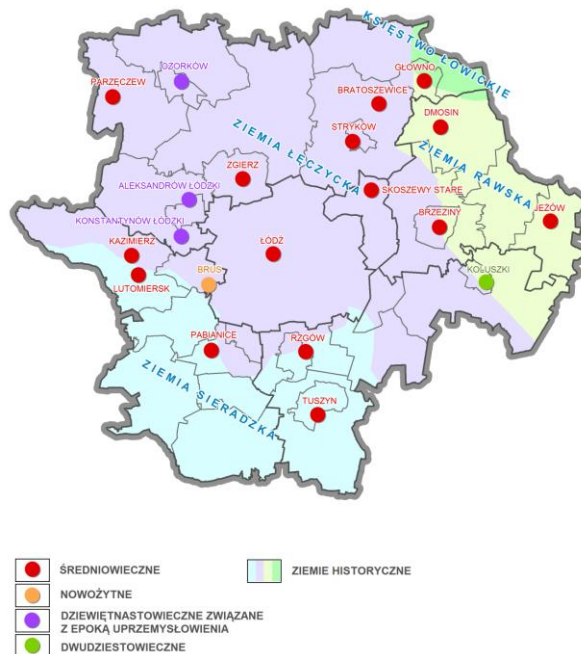 KSIĘSTWO ŁOWICKIE
OZORKÓW
GŁOWNO
PARZĘCZEW
BRATOSZEWICE
DMOSIN
STRYKÓW
ZIEMIA ŁĘCZYCKA
ZIEMIA RAWSKA
ZGIERZ
ALEKSANDRÓW ŁÓDZKI
SKOSZEWY STARE
JEŻÓW
KONSTANTYNÓW ŁÓDZKI
BRZEZINY
KAZIMIERZ
ŁÓDŹ
BRUS
KOLUSZKI
LUTOMIERSK
PABIANICE
RZGÓW
ZIEMIA SIERADZKA
TUSZYN
ŚREDNIOWIECZNE
ZIEMIE HISTORYCZNE
NOWOŻYTNE
DZIEWIĘTNASTOWIECZNE ZWIĄZANE
Z EPOKĄ UPRZEMYSŁOWIENIA
DWUDZIESTOWIECZNE